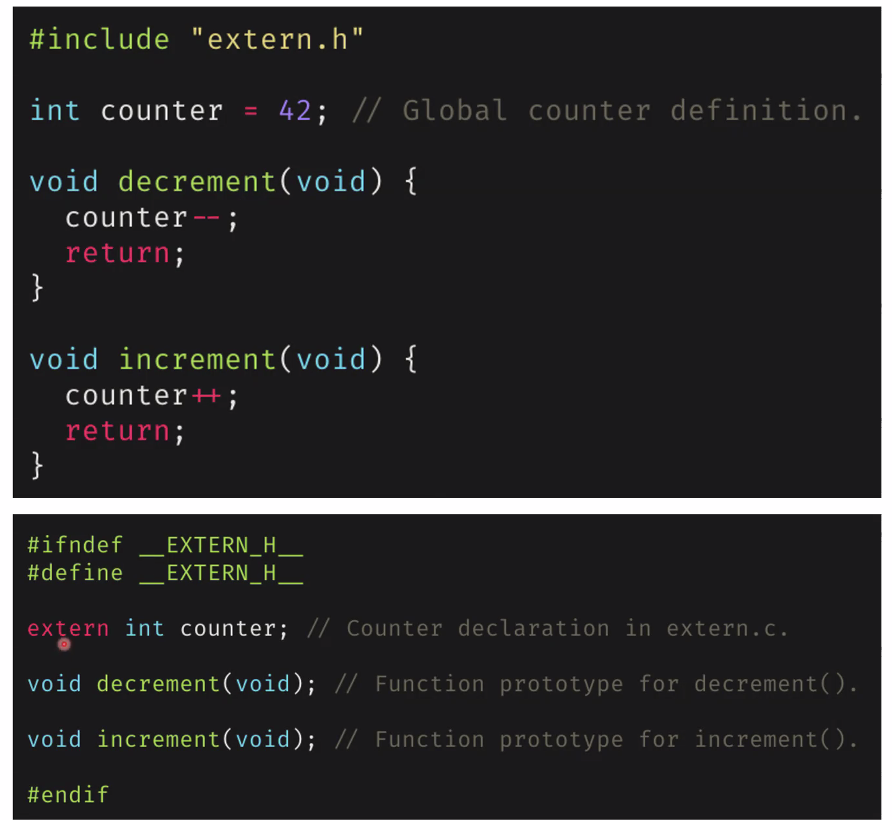 #include "extern.h"
int counter = 42; // Global counter definition.
void decrement(void) {
  counter--;
  return;
}
void increment(void) {
  counter++;
  return;
}
#ifndef __EXTERN_H__
#define __EXTERN_H__
extern int counter; // Counter declaration in extern.c.
void decrement(void); // Function prototype for decrement().
void increment(void); // Function prototype for increment().
#endif